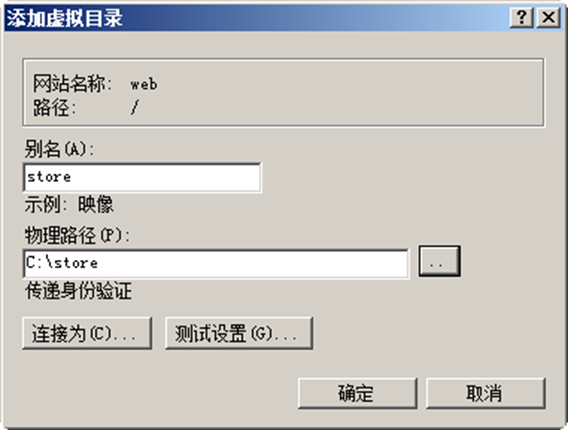 添加虚拟目录
网站名称: web
路径: /
别名(A):
store
示例: 映像
物理路径(P):
C:\store
..
传递身份验证
连接为(C)... 测试设置(G)...
确定 取消